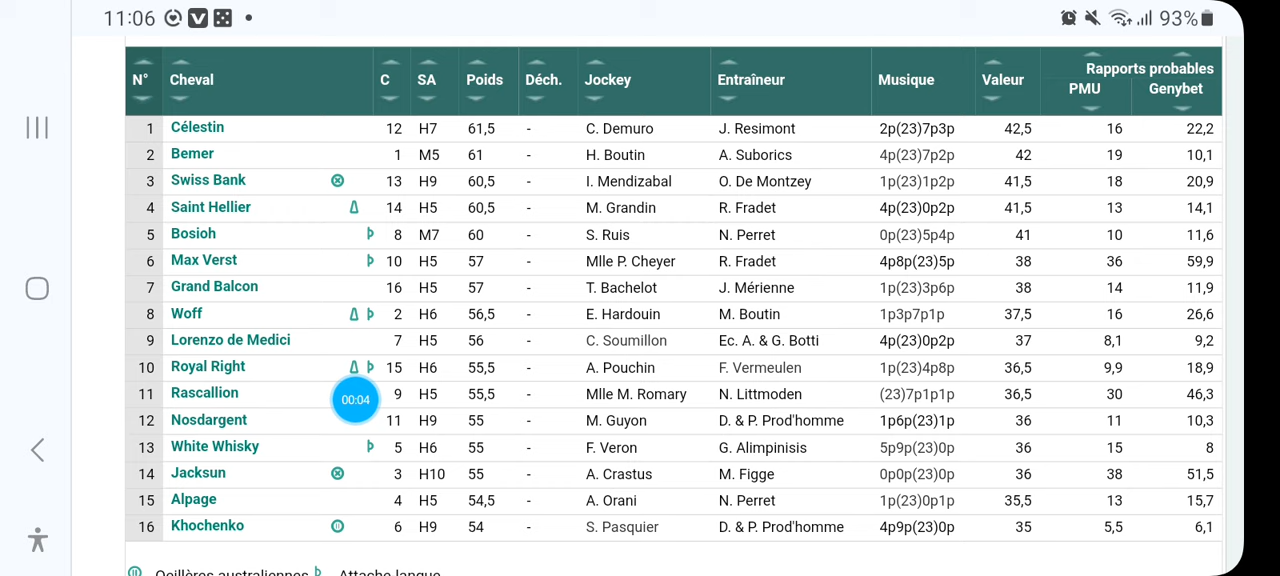 11:06 93%
N° Cheval C SA Poids Déch. Jockey Entraîneur Musique Valeur Rapports probables
PMU Genybet
1 Célestin 12 H7 61,5 - C. Demuro J. Resimont 2p(23)7p3p 42,5 16 22,2
2 Bemer 1 M5 61 - H. Boutin A. Suborics 4p(23)7p2p 42 19 10,1
3 Swiss Bank 13 H9 60,5 - I. Mendizabal O. De Montzey 1p(23)1p2p 41,5 18 20,9
4 Saint Hellier 14 H5 60,5 - M. Grandin R. Fradet 4p(23)0p2p 41,5 13 14,1
5 Bosioh 8 M7 60 - S. Ruis N. Perret 0p(23)5p4p 41 10 11,6
6 Max Verst 10 H5 57 - Mlle P. Cheyer R. Fradet 4p8p(23)5p 38 36 59,9
7 Grand Balcon 16 H5 57 - T. Bachelot J. Mérienne 1p(23)3p6p 38 14 11,9
8 Woff 2 H6 56,5 - E. Hardouin M. Boutin 1p3p7p1p 37,5 16 26,6
9 Lorenzo de Medici 7 H5 56 - C. Soumillon Ec. A. & G. Botti 4p(23)0p2p 37 8,1 9,2
10 Royal Right 15 H6 55,5 - A. Pouchin F. Vermeulen 1p(23)4p8p 36,5 9,9 18,9
11 Rascallion 00:04 9 H5 55,5 - Mlle M. Romary N. Littmoden (23)7p1p1p 36,5 30 46,3
12 Nosdargent 11 H9 55 - M. Guyon D. & P. Prod'homme 1p6p(23)1p 36 11 10,3
13 White Whisky 5 H6 55 - F. Veron G. Alimpinisis 5p9p(23)0p 36 15 8
14 Jacksun 3 H10 55 - A. Crastus M. Figge 0p0p(23)0p 36 38 51,5
15 Alpage 4 H5 54,5 - A. Orani N. Perret 1p(23)0p1p 35,5 13 15,7
16 Khochenko 6 H9 54 - S. Pasquier D. & P. Prod'homme 4p9p(23)0p 35 5,5 6,1
Oeillères australiennes Attache langue